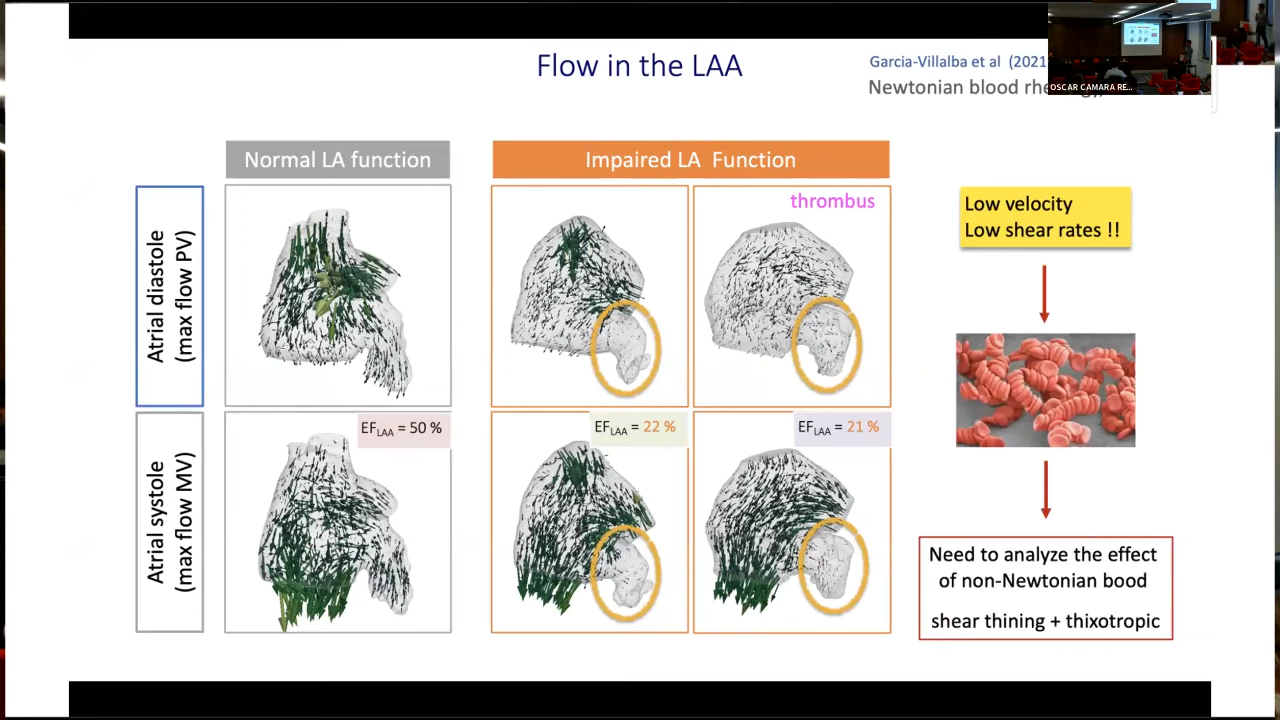 Flow in the LAA
Garcia-Villalba et al (2021
Newtonian blood
OSCAR CAMARA RE...
Normal LA function
Impaired LA Function
Atrial diastole
(max flow PV)
thrombus
Low velocity
Low shear rates !!
Atrial systole
(max flow MV)
EFLAA = 50 %
EFLAA = 22 %
EFLAA = 21 %
Need to analyze the effect
of non-Newtonian bood
shear thining + thixotropic